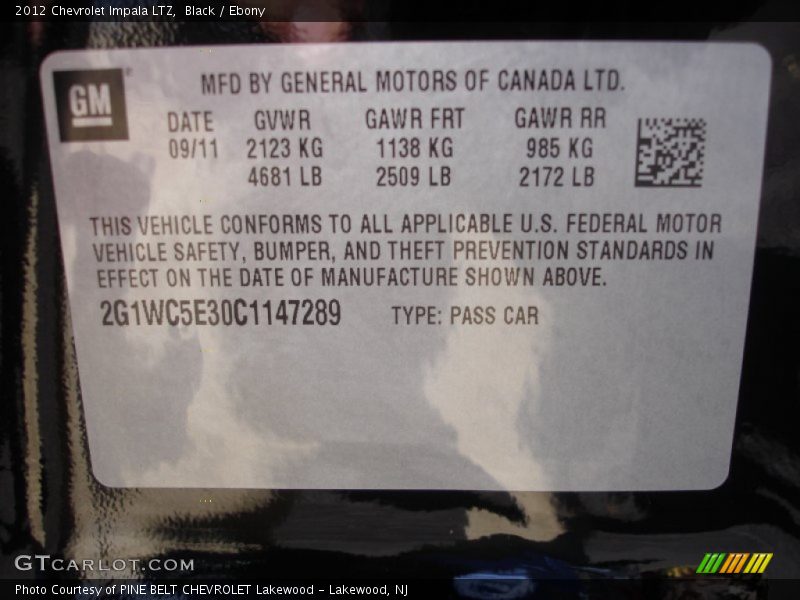 2012 Chevrolet Impala LTZ, Black / Ebony
GM
MFD BY GENERAL MOTORS OF CANADA LTD.
DATE GVWR GAWR FRT GAWR RR
09/11 2123 KG 1138 KG 985 KG
4681 LB 2509 LB 2172 LB
THIS VEHICLE CONFORMS TO ALL APPLICABLE U.S. FEDERAL MOTOR
VEHICLE SAFETY, BUMPER, AND THEFT PREVENTION STANDARDS IN
EFFECT ON THE DATE OF MANUFACTURE SHOWN ABOVE.
2G1WC5E30C1147289 TYPE: PASS CAR
GTCARLOT.COM
Photo Courtesy of PINE BELT CHEVROLET Lakewood - Lakewood, NJ